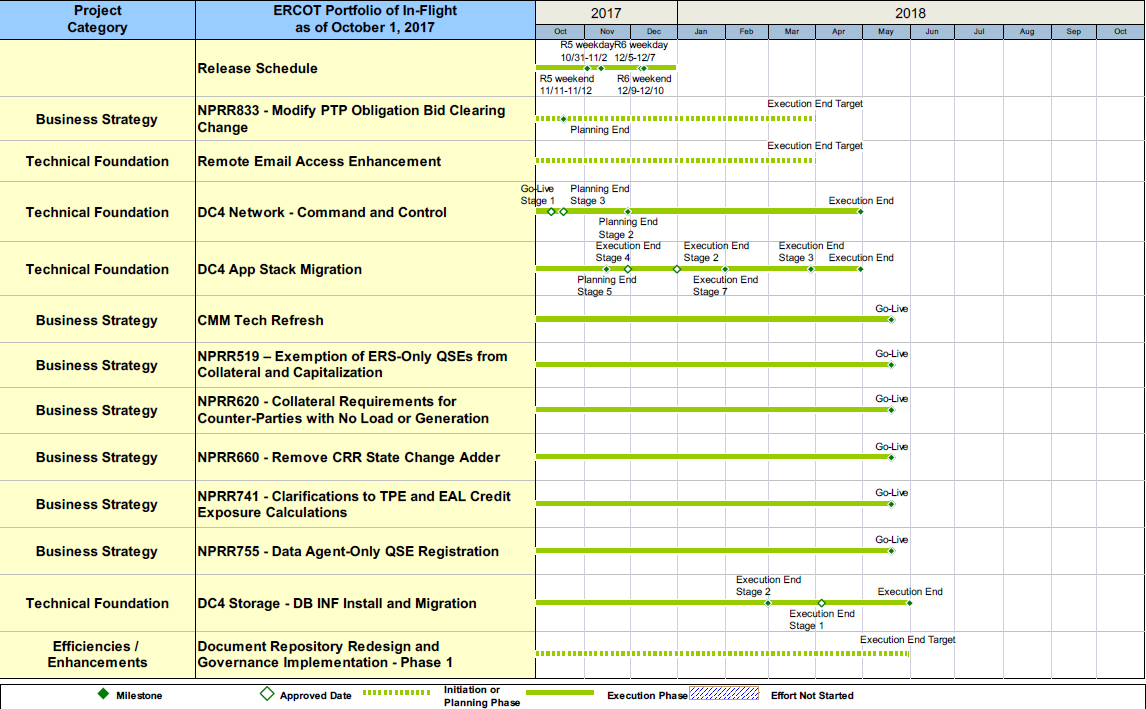 Project
Category
ERCOT Portfolio of In-Flight
as of October 1, 2017
2017
2018
Oct
Nov
Dec
Jan
Feb
Mar
Apr
May
Jun
Jul
Aug
Sep
Oct
Release Schedule
R5 weekday
10/31-11/2
R6 weekday
12/5-12/7
R5 weekend
11/11-11/12
R6 weekend
12/9-12/10
Business Strategy
NPRR833 - Modify PTP Obligation Bid Clearing
Change
Execution End Target
Planning End
Technical Foundation
Remote Email Access Enhancement
Execution End Target
Technical Foundation
DC4 Network - Command and Control
Go-Live
Stage 1
Planning End
Stage 3
Planning End
Stage 2
Execution End
Technical Foundation
DC4 App Stack Migration
Execution End
Stage 4
Execution End
Stage 2
Execution End
Stage 3
Execution End
Planning End
Stage 5
Execution End
Stage 7
Business Strategy
CMM Tech Refresh
Go-Live
Business Strategy
NPRR519 – Exemption of ERS-Only QSEs from
Collateral and Capitalization
Go-Live
Business Strategy
NPRR620 - Collateral Requirements for
Counter-Parties with No Load or Generation
Go-Live
Business Strategy
NPRR660 - Remove CRR State Change Adder
Go-Live
Business Strategy
NPRR741 - Clarifications to TPE and EAL Credit
Exposure Calculations
Go-Live
Business Strategy
NPRR755 - Data Agent-Only QSE Registration
Go-Live
Technical Foundation
DC4 Storage - DB INF Install and Migration
Execution End
Stage 2
Execution End
Stage 1
Execution End
Efficiencies /
Enhancements
Document Repository Redesign and
Governance Implementation - Phase 1
Execution End Target
Milestone
Approved Date
Initiation or
Planning Phase
Execution Phase
Effort Not Started